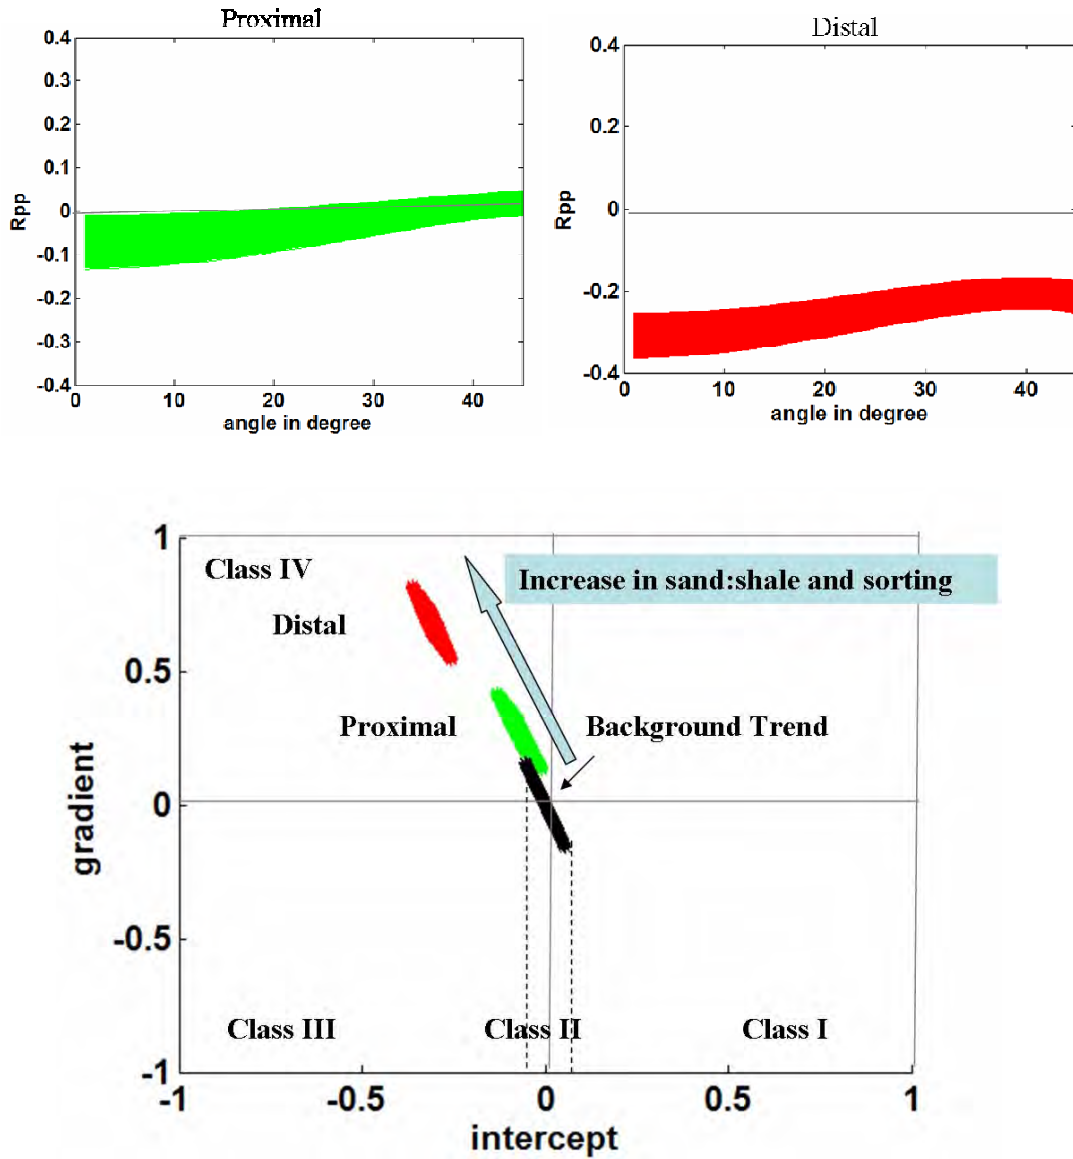 Proximal
0.4
0.3
0.2
0.1
0
-0.1
-0.2
-0.3
-0.4
Rpp
0 10 20 30 40
angle in degree
Distal
0.4
0.2
0
-0.2
-0.4
Rpp
0 10 20 30 40
angle in degree
1
0.5
0
-0.5
-1
gradient
Class IV
Increase in sand:shale and sorting
Distal
Proximal
Background Trend
Class III
Class II
Class I
-1 -0.5 0 0.5 1
intercept